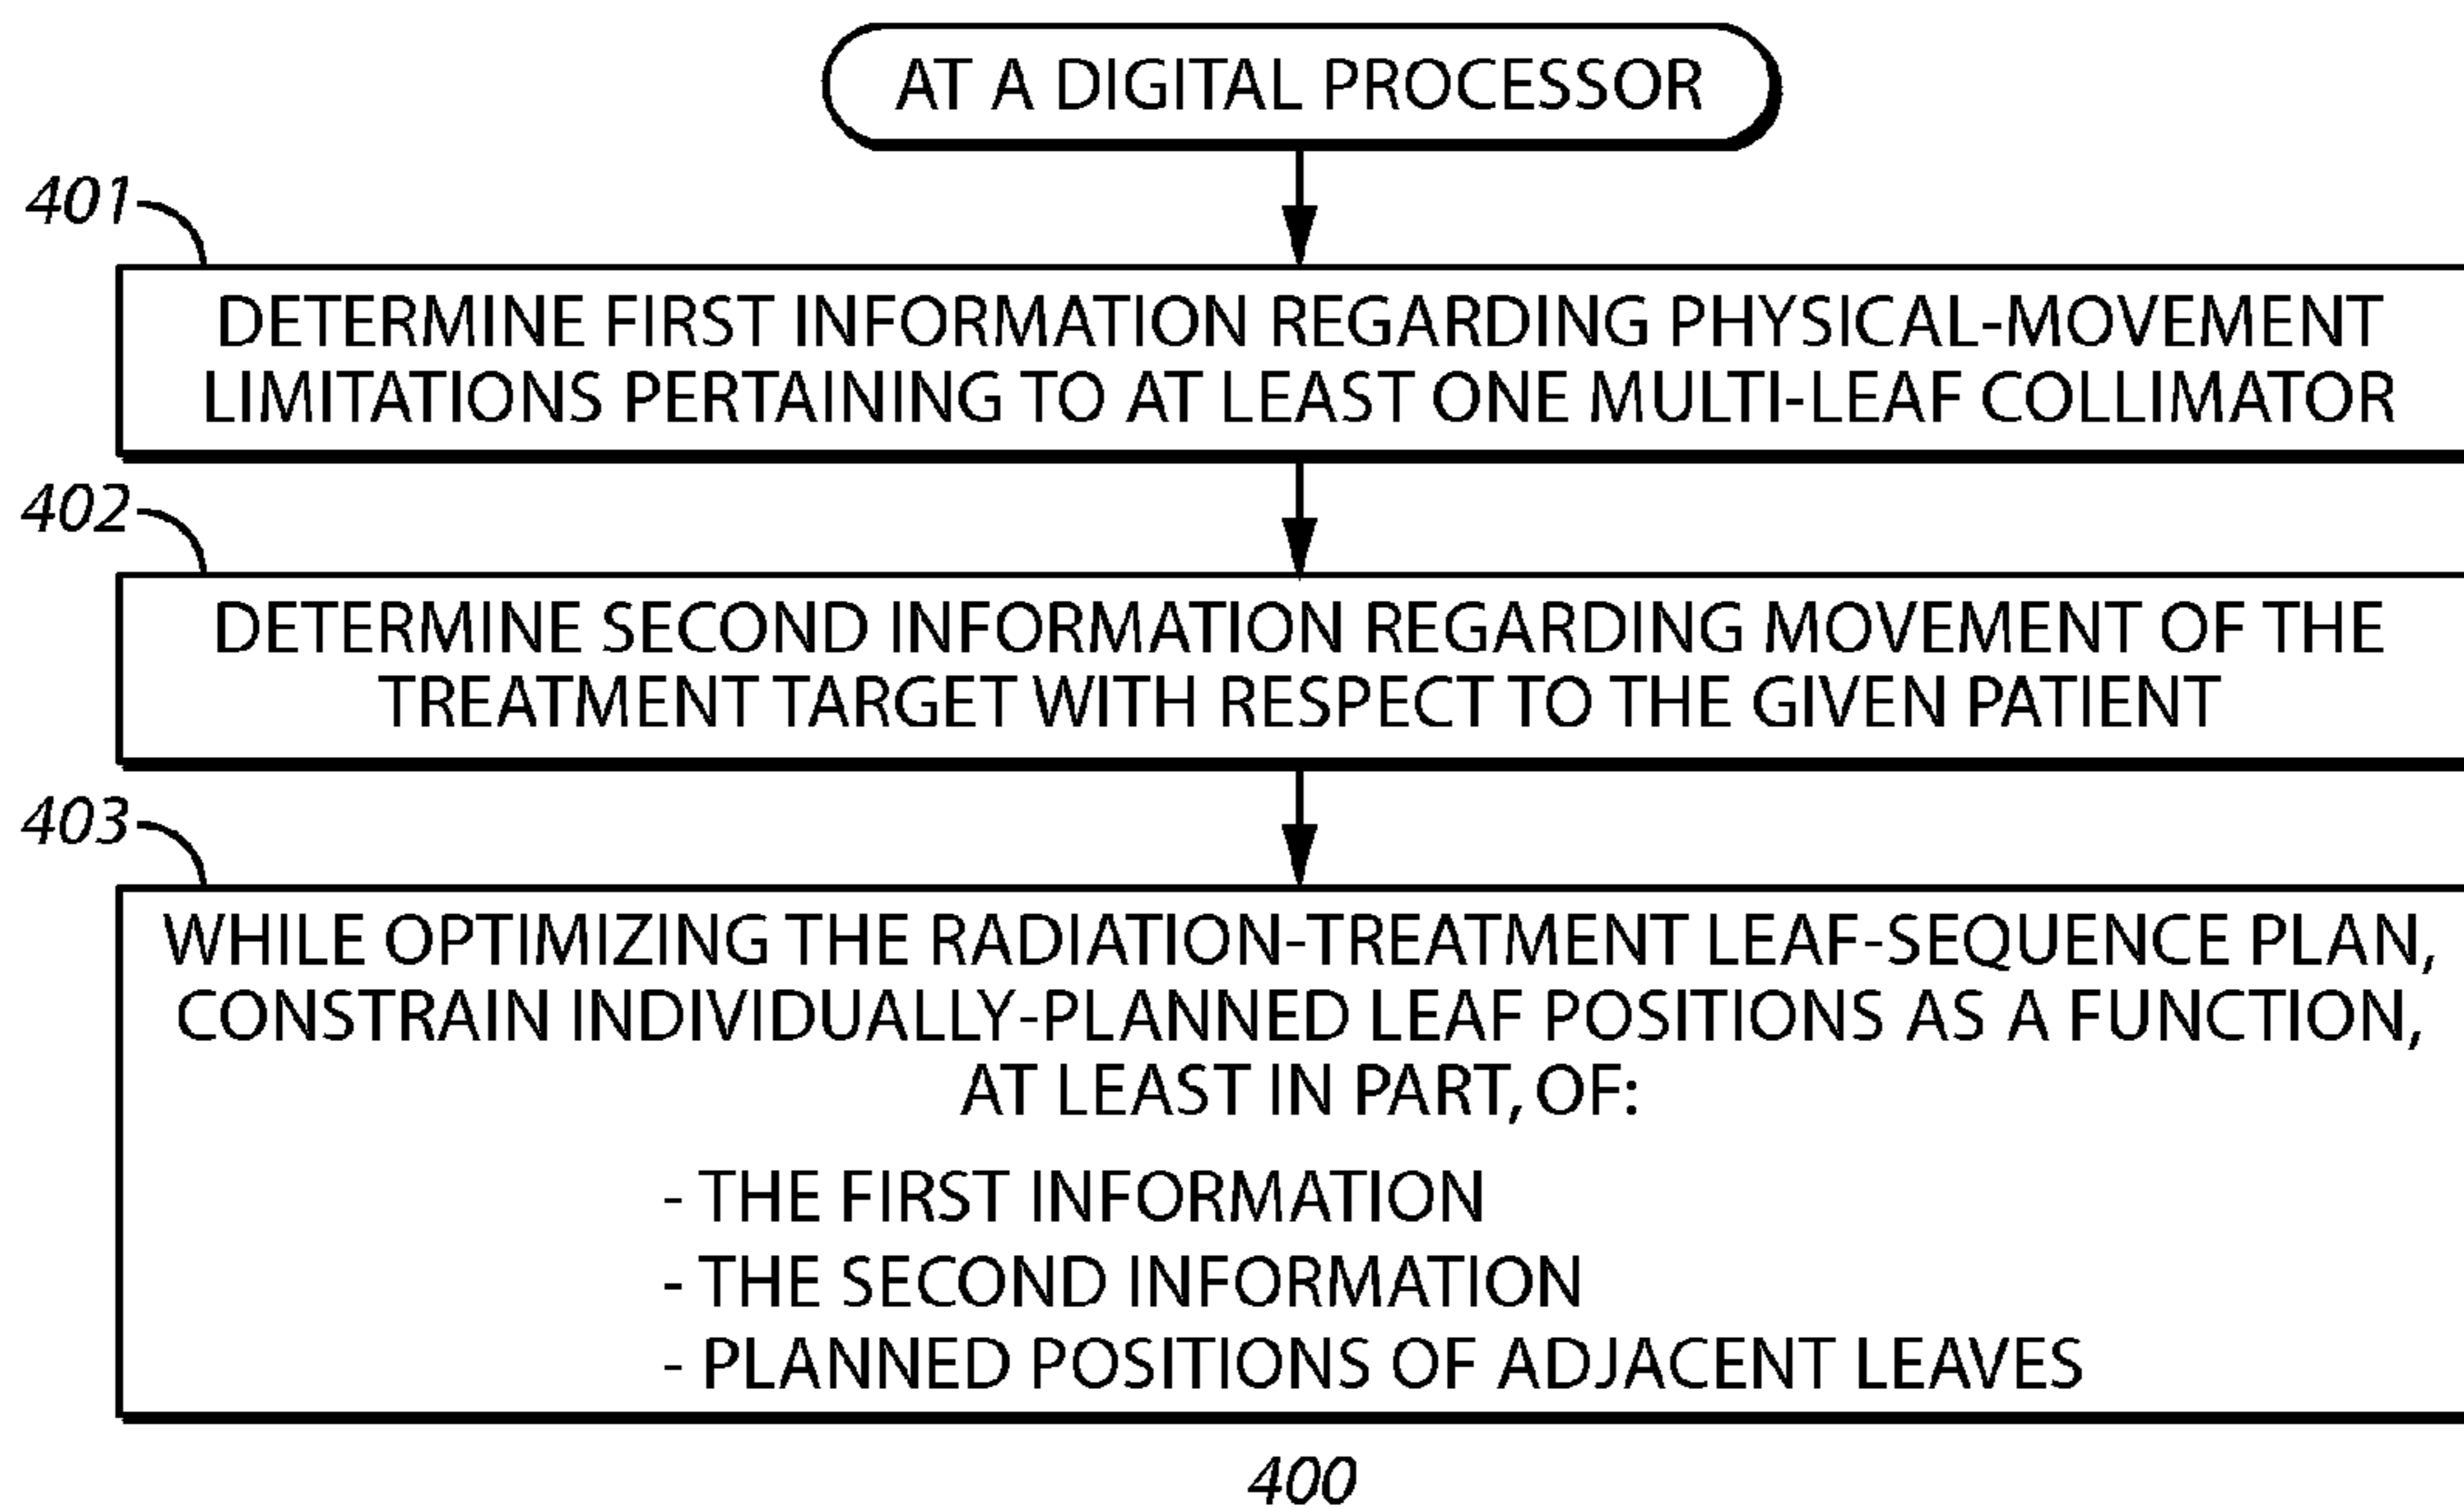 AT A DIGITAL PROCESSOR
401
DETERMINE FIRST INFORMATION REGARDING PHYSICAL-MOVEMENT
LIMITATIONS PERTAINING TO AT LEAST ONE MULTI-LEAF COLLIMATOR
402
DETERMINE SECOND INFORMATION REGARDING MOVEMENT OF THE
TREATMENT TARGET WITH RESPECT TO THE GIVEN PATIENT
403
WHILE OPTIMIZING THE RADIATION-TREATMENT LEAF-SEQUENCE PLAN,
CONSTRAIN INDIVIDUALLY-PLANNED LEAF POSITIONS AS A FUNCTION,
AT LEAST IN PART, OF:
- THE FIRST INFORMATION
- THE SECOND INFORMATION
- PLANNED POSITIONS OF ADJACENT LEAVES
400